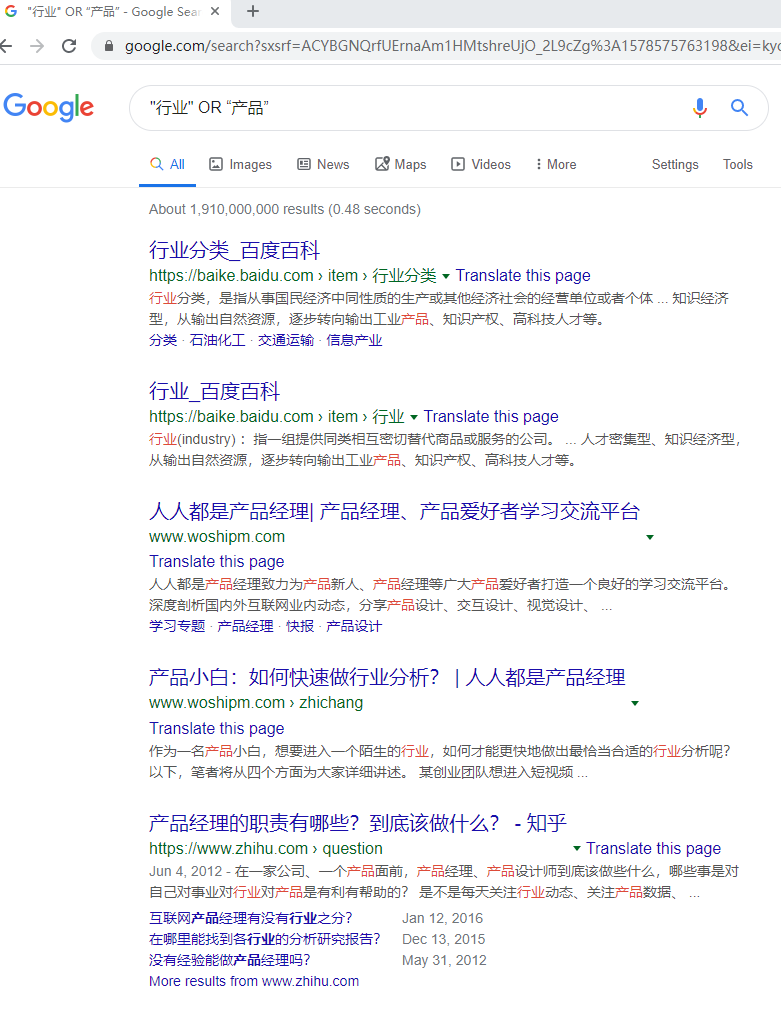 "行业" OR “产品” - Google Sea
google.com/search?sxsrf=ACYBGNQrfUErnaAm1HMtshreUjO_2L9cZg%3A1578575763198&ei=kyc
Google
"行业" OR “产品”
All Images News Maps Videos More Settings Tools
About 1,910,000,000 results (0.48 seconds)
行业分类_百度百科
https://baike.baidu.com › item › 行业分类 Translate this page
行业分类，是指从事国民经济中同性质的生产或其他经济社会的经营单位或者个体 ... 知识经济
型，从输出自然资源，逐步转向输出工业产品、知识产权、高科技人才等。
分类 · 石油化工 · 交通运输 · 信息产业
行业_百度百科
https://baike.baidu.com › item › 行业 Translate this page
行业(industry)： 指一组提供同类相互密切替代商品或服务的公司。 ... 人才密集型、知识经济型，
从输出自然资源，逐步转向输出工业产品、知识产权、高科技人才等。
人人都是产品经理| 产品经理、产品爱好者学习交流平台
www.woshipm.com
Translate this page
人人都是产品经理致力为产品新人、产品经理等广大产品爱好者打造一个良好的学习交流平台。
深度剖析国内外互联网业内动态，分享产品设计、交互设计、视觉设计、 ...
学习专题 · 产品经理 · 快报 · 产品设计
产品小白：如何快速做行业分析？ | 人人都是产品经理
www.woshipm.com › zhichang
Translate this page
作为一名产品小白，想要进入一个陌生的行业，如何才能更快地做出最恰当合适的行业分析呢？
以下，笔者将从四个方面为大家详细讲述。 某创业团队想进入短视频 ...
产品经理的职责有哪些？到底该做什么？ - 知乎
https://www.zhihu.com › question Translate this page
Jun 4, 2012 - 在一家公司、一个产品面前，产品经理、产品设计师到底该做些什么，哪些事是对
自己对事业对行业对产品是有利有帮助的？ 是不是每天关注行业动态、关注产品数据、 ...
互联网产品经理有没有行业之分？ Jan 12, 2016
在哪里能找到各行业的分析研究报告？ Dec 13, 2015
没有经验能做产品经理吗？ May 31, 2012
More results from www.zhihu.com